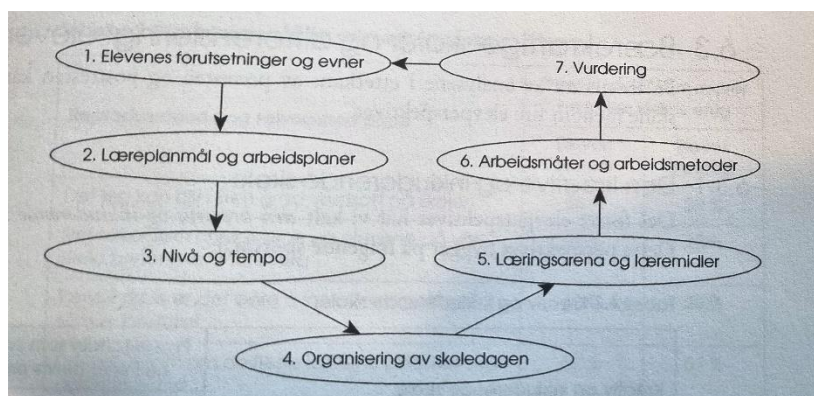 1. Elevenes forutsetninger og evner
2. Læreplanmål og arbeidsplaner
3. Nivå og tempo
4. Organisering av skoledagen
5. Læringsarena og læremidler
6. Arbeidsmåter og arbeidsmetoder
7. Vurdering